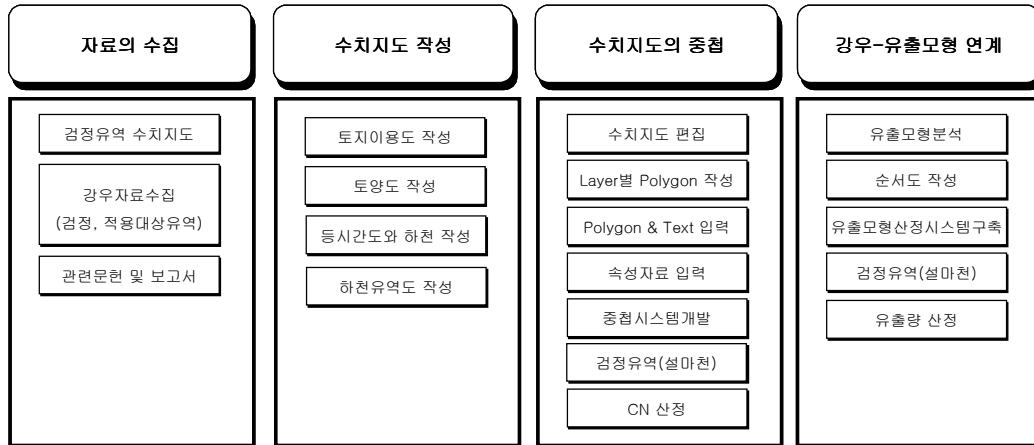 자료의 수집
검정유역 수치지도
강우자료수집
(검정, 적용대상유역)
관련문헌 및 보고서
수치지도 작성
토지이용도 작성
토양도 작성
등시간도와 하천 작성
하천유역도 작성
수치지도의 중첩
수치지도 편집
Layer별 Polygon 작성
Polygon & Text 입력
속성자료 입력
중첩시스템개발
검정유역(설마천)
CN 산정
강우-유출모형 연계
유출모형분석
순서도 작성
유출모형산정시스템구축
검정유역(설마천)
유출량 산정